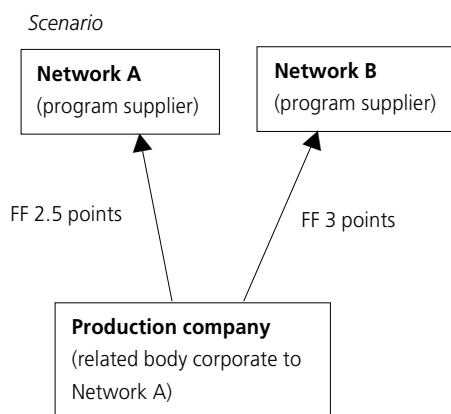 Scenario
Network A
(program supplier)
Network B
(program supplier)
FF 2.5 points
FF 3 points
Production company
(related body corporate to
Network A)